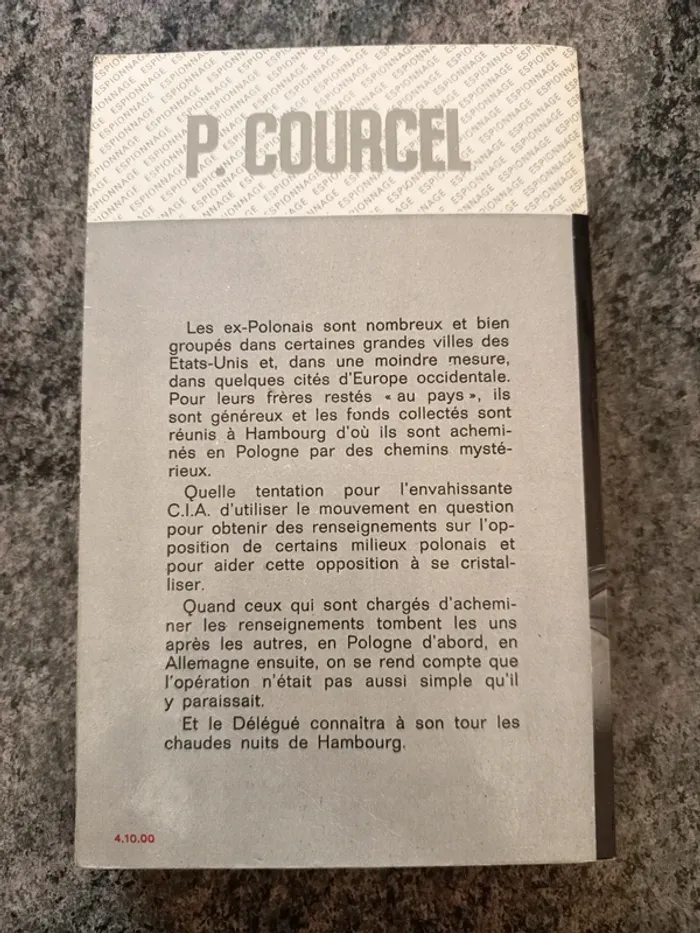 P. COURCEL
Les ex-Polonais sont nombreux et bien
groupés dans certaines grandes villes des
Etats-Unis et, dans une moindre mesure,
dans quelques cités d'Europe occidentale.
Pour leurs frères restés « au pays », ils
sont généreux et les fonds collectés sont
réunis à Hambourg d'où ils sont achemi-
nés en Pologne par des chemins mysté-
rieux.
Quelle tentation pour l'envahissante
C.I.A. d'utiliser le mouvement en question
pour obtenir des renseignements sur l'op-
position de certains milieux polonais et
pour aider cette opposition à se cristal-
liser.
Quand ceux qui sont chargés d'achemi-
ner les renseignements tombent les uns
après les autres, en Pologne d'abord, en
Allemagne ensuite, on se rend compte que
l'opération n'était pas aussi simple qu'il
y paraissait.
Et le Délégué connaîtra à son tour les
chaudes nuits de Hambourg.
4.10.00